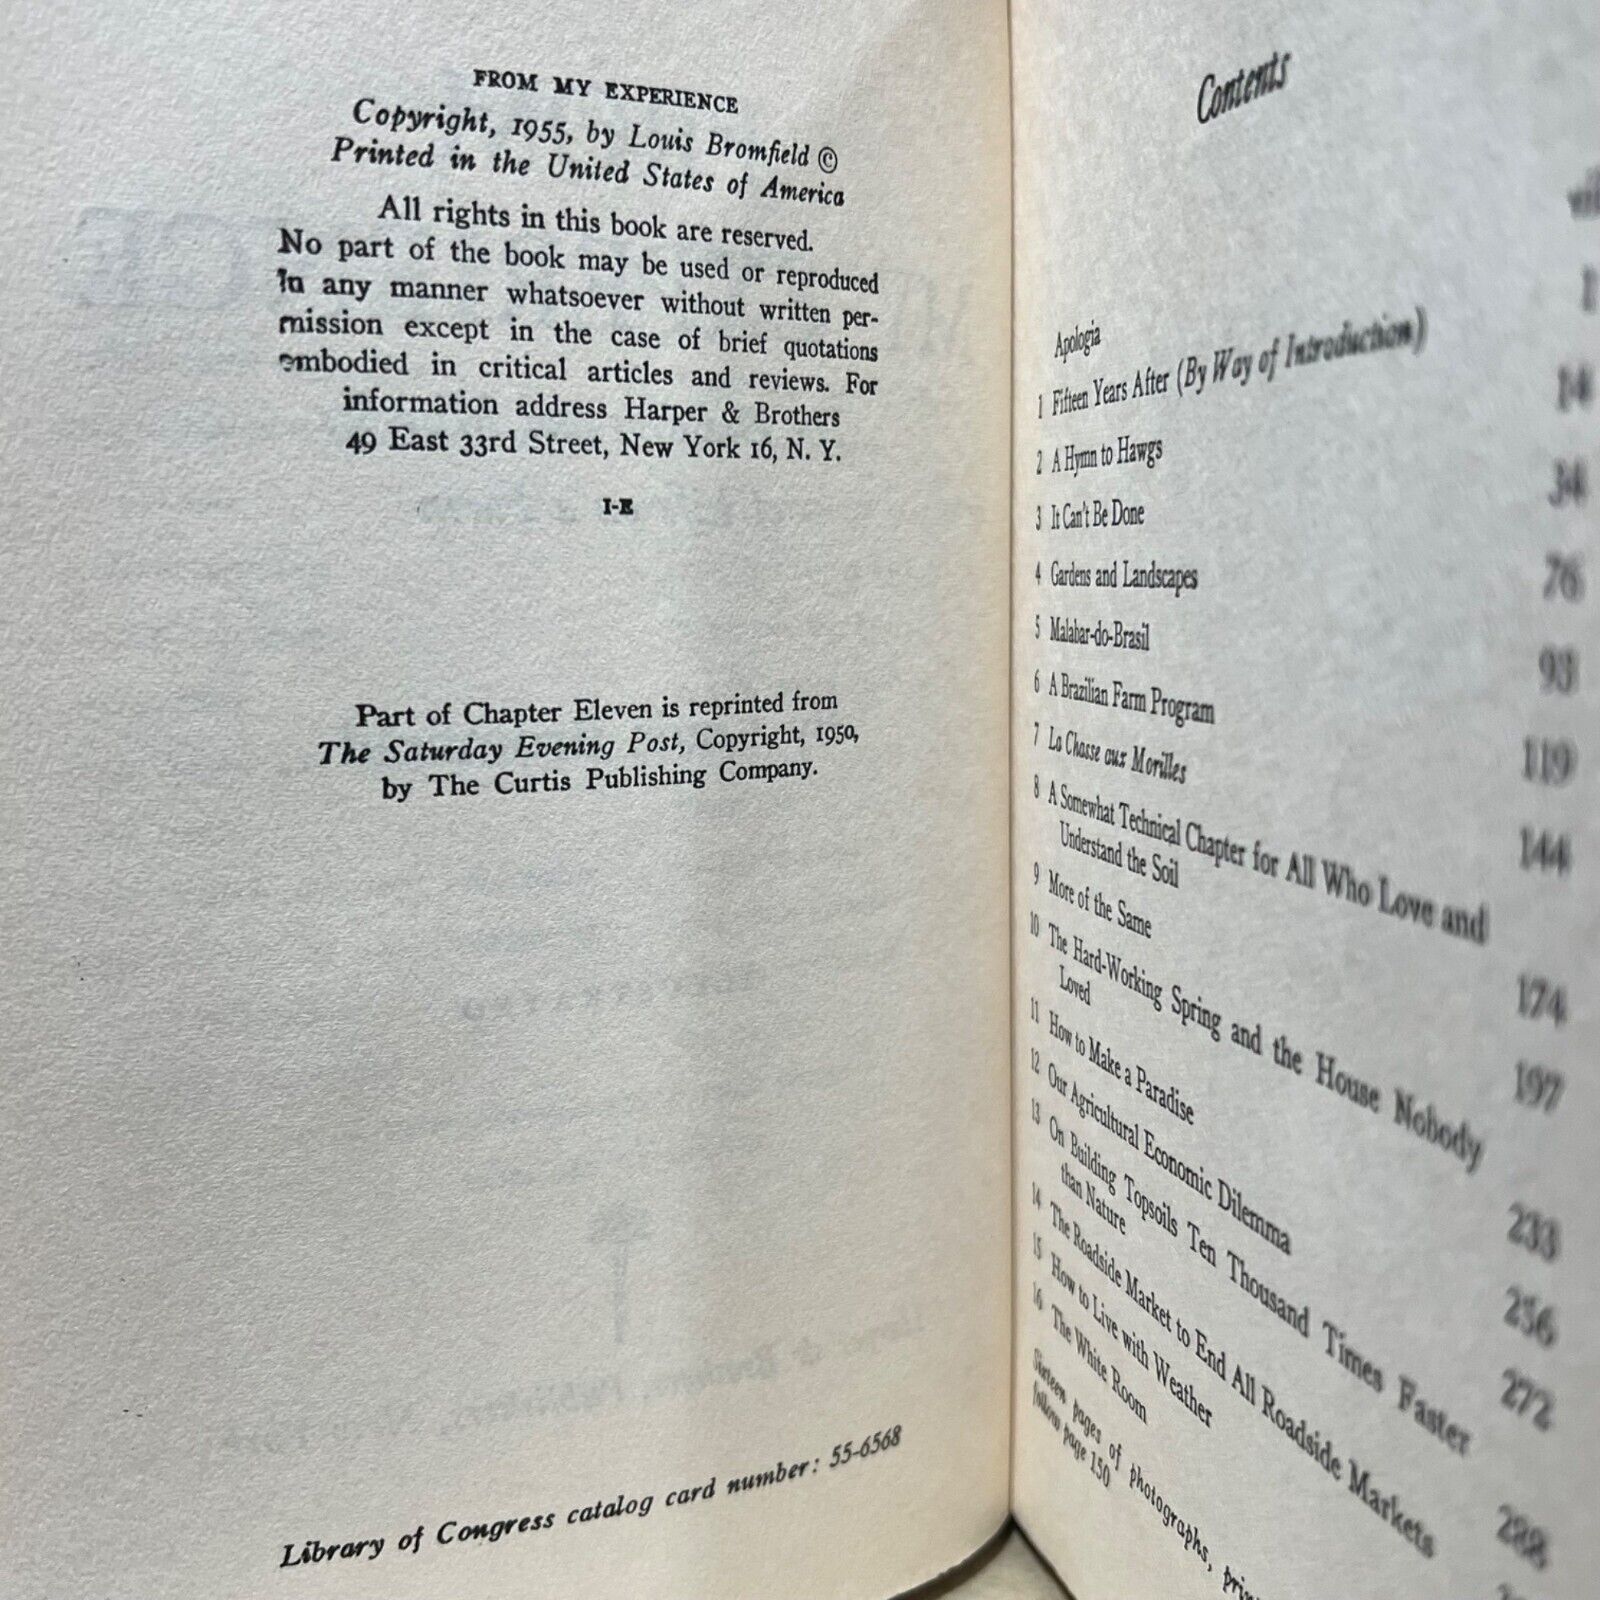 FROM MY EXPERIENCE
Copyright, 1955, by Louis Bromfield ©
Printed in the United States of America
All rights in this book are reserved.
No part of the book may be used or reproduced
in any manner whatsoever without written per-
mission except in the case of brief quotations
embodied in critical articles and reviews. For
information address Harper & Brothers
49 East 33rd Street, New York 16, N. Y.
I-E
Part of Chapter Eleven is reprinted from
The Saturday Evening Post, Copyright, 1950,
by The Curtis Publishing Company.
Library of Congress catalog card number: 55-6568
Contents
Apologia vii
1 Fifteen Years After (By Way of Introduction) 1
2 A Hymn to Hawgs 14
3 It Can't Be Done 34
4 Gardens and Landscapes 76
5 Malabar-do-Brasil 93
6 A Brazilian Farm Program 119
7 La Chasse aux Morilles 144
8 A Somewhat Technical Chapter for All Who Love and
Understand the Soil 174
9 More of the Same 197
10 The Hard-Working Spring and the House Nobody
Loved 233
11 How to Make a Paradise 256
12 Our Agricultural Economic Dilemma 272
13 On Building Topsoils Ten Thousand Times Faster
than Nature 288
14 The Roadside Market to End All Roadside Markets
15 How to Live with Weather
16 The White Room
Sixteen pages of photographs,
follow page 150